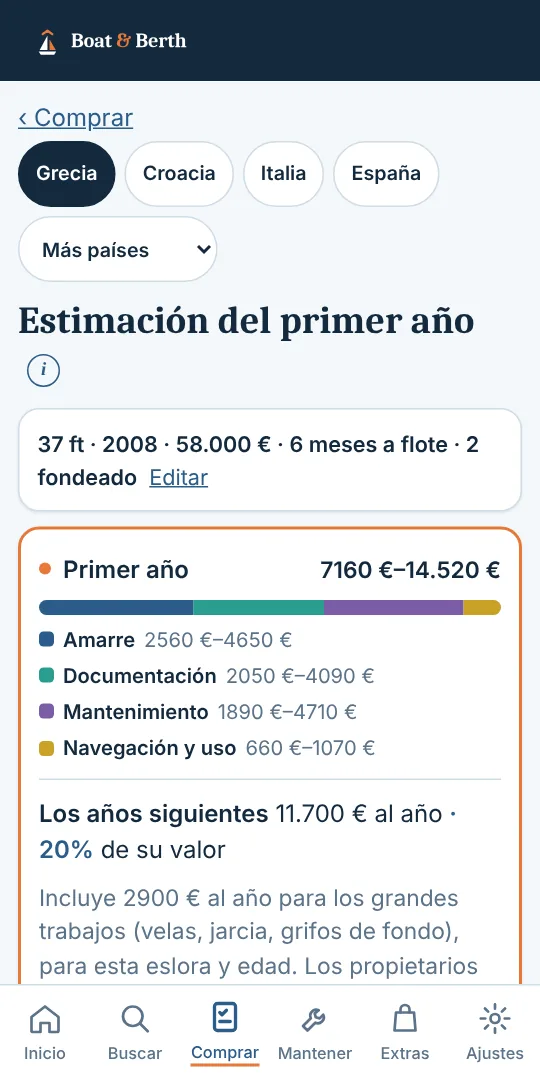 Boat & Berth
‹ Comprar
Grecia
Croacia
Italia
España
Más países
Estimación del primer año
i
37 ft · 2008 · 58.000 € · 6 meses a flote · 2
fondeado Editar
Primer año 7160 €–14.520 €
Amarre 2560 €–4650 €
Documentación 2050 €–4090 €
Mantenimiento 1890 €–4710 €
Navegación y uso 660 €–1070 €
Los años siguientes 11.700 € al año ·
20% de su valor
Incluye 2900 € al año para los grandes
trabajos (velas, jarcia, grifos de fondo),
para esta eslora y edad. Los propietarios
Inicio
Buscar
Comprar
Mantener
Extras
Ajustes